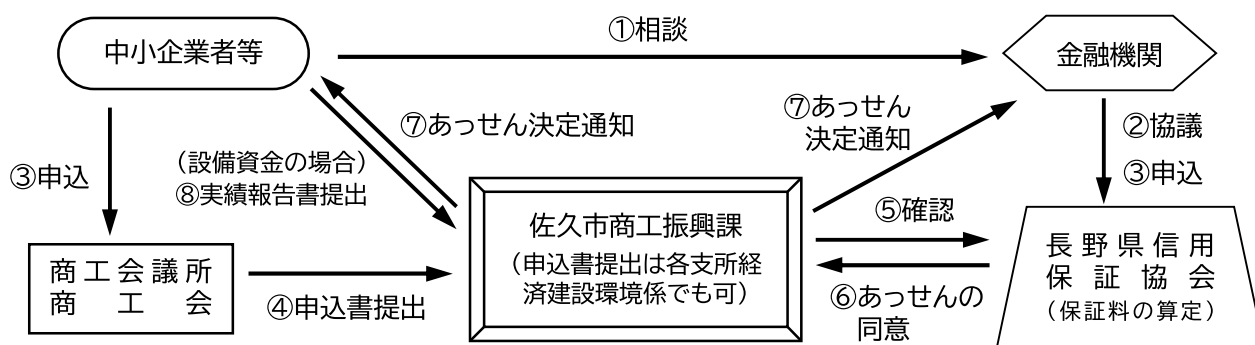 中小企業者等
①相談
金融機関
⑦あっせん決定通知
⑦あっせん
決定通知
②協議
③申込
③申込
（設備資金の場合）
⑧実績報告書提出
佐久市商工振興課
（申込書提出は各支所経
済建設環境係でも可）
⑤確認
長野県信用
保証協会
（保証料の算定）
商工会議所
商工会
④申込書提出
⑥あっせんの
同意